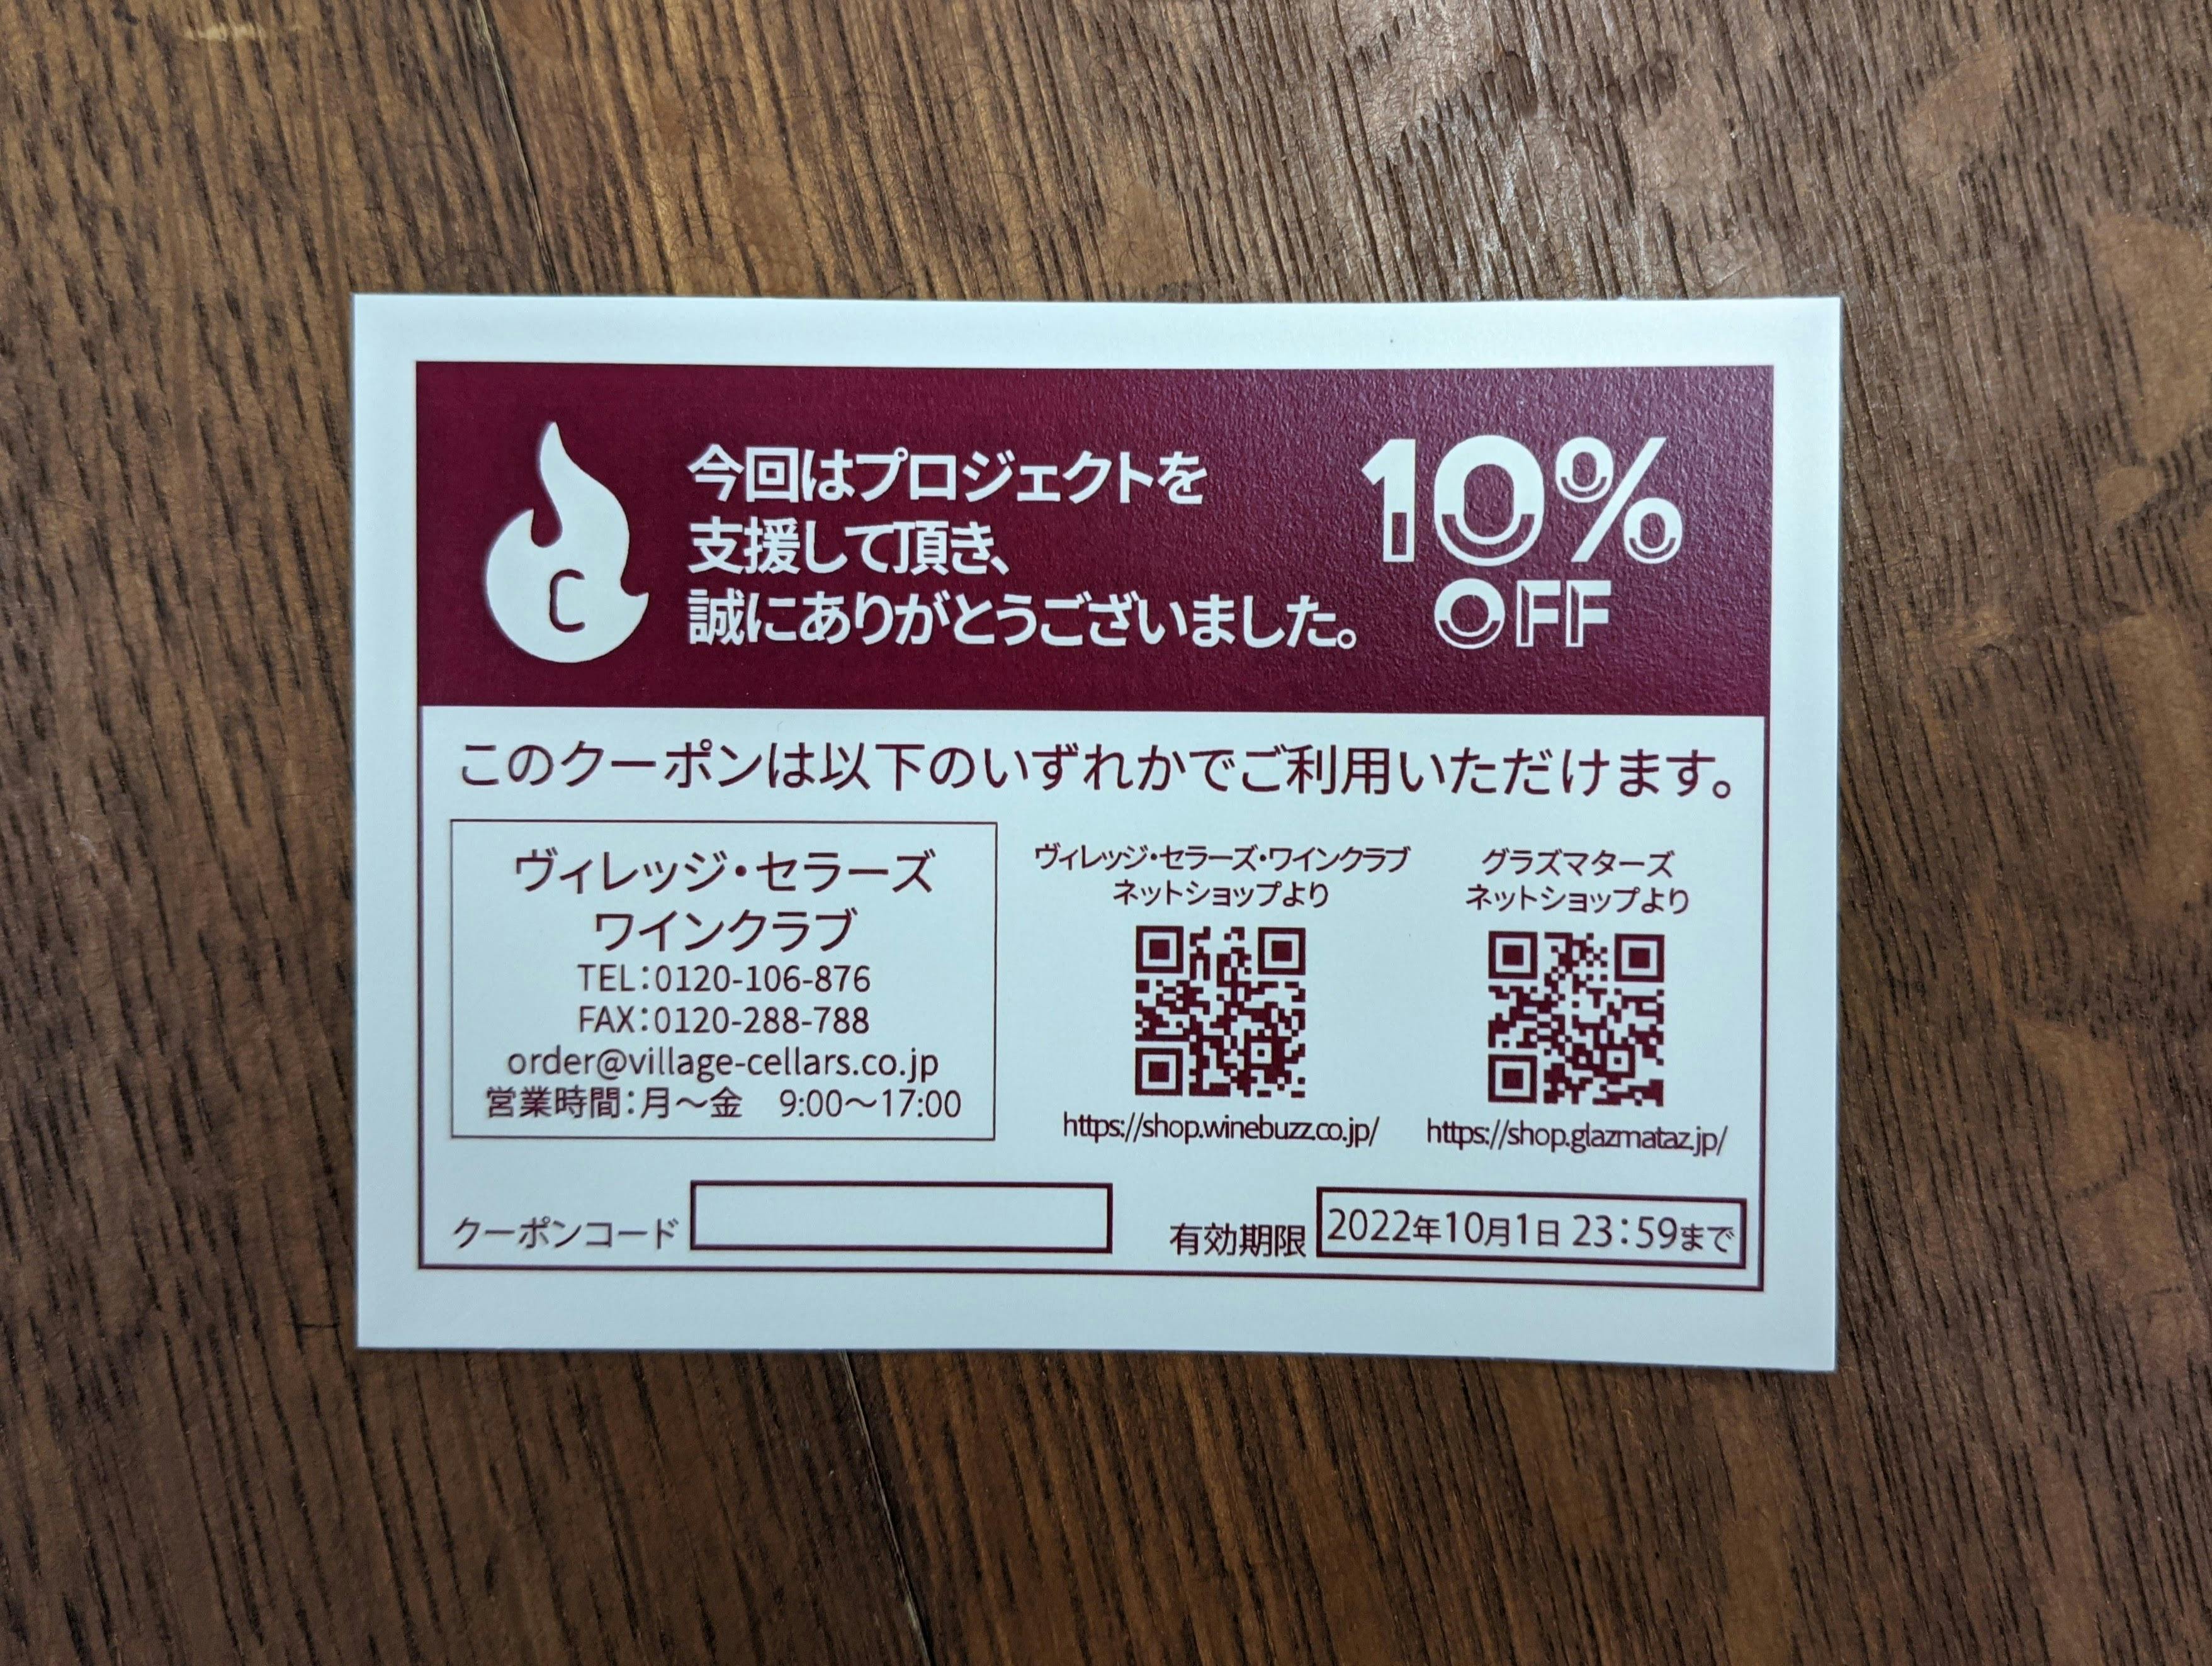 C
今回はプロジェクトを
支援して頂き、
誠にありがとうございました。
10%
OFF
このクーポンは以下のいずれかでご利用いただけます。
ヴィレッジ・セラーズ
ワインクラブ
TEL：0120-106-876
FAX：0120-288-788
order@village-cellars.co.jp
営業時間：月～金　9:00～17:00
ヴィレッジ・セラーズ・ワインクラブ
ネットショップより
https://shop.winebuzz.co.jp/
グラズマターズ
ネットショップより
https://shop.glazmataz.jp/
クーポンコード
有効期限
2022年10月1日 23：59まで